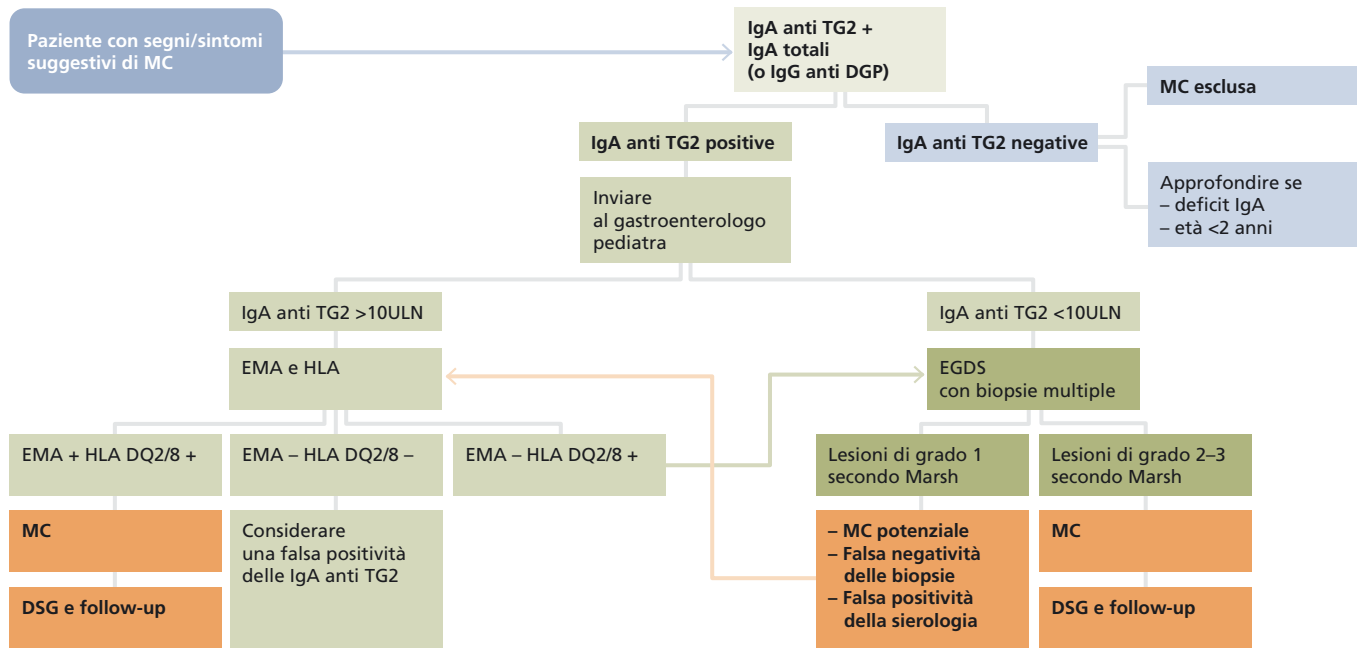 Paziente con segni/sintomi
suggestivi di MC
IgA anti TG2 +
IgA totali
(o IgG anti DGP)
MC esclusa
IgA anti TG2 positive
IgA anti TG2 negative
Approfondire se
– deficit IgA
– età <2 anni
Inviare
al gastroenterologo
pediatra
IgA anti TG2 >10ULN
IgA anti TG2 <10ULN
EMA e HLA
EGDS
con biopsie multiple
EMA + HLA DQ2/8 +
EMA – HLA DQ2/8 –
EMA – HLA DQ2/8 +
Lesioni di grado 1
secondo Marsh
Lesioni di grado 2–3
secondo Marsh
MC
Considerare
una falsa positività
delle IgA anti TG2
– MC potenziale
– Falsa negatività
delle biopsie
– Falsa positività
della sierologia
MC
DSG e follow-up
DSG e follow-up